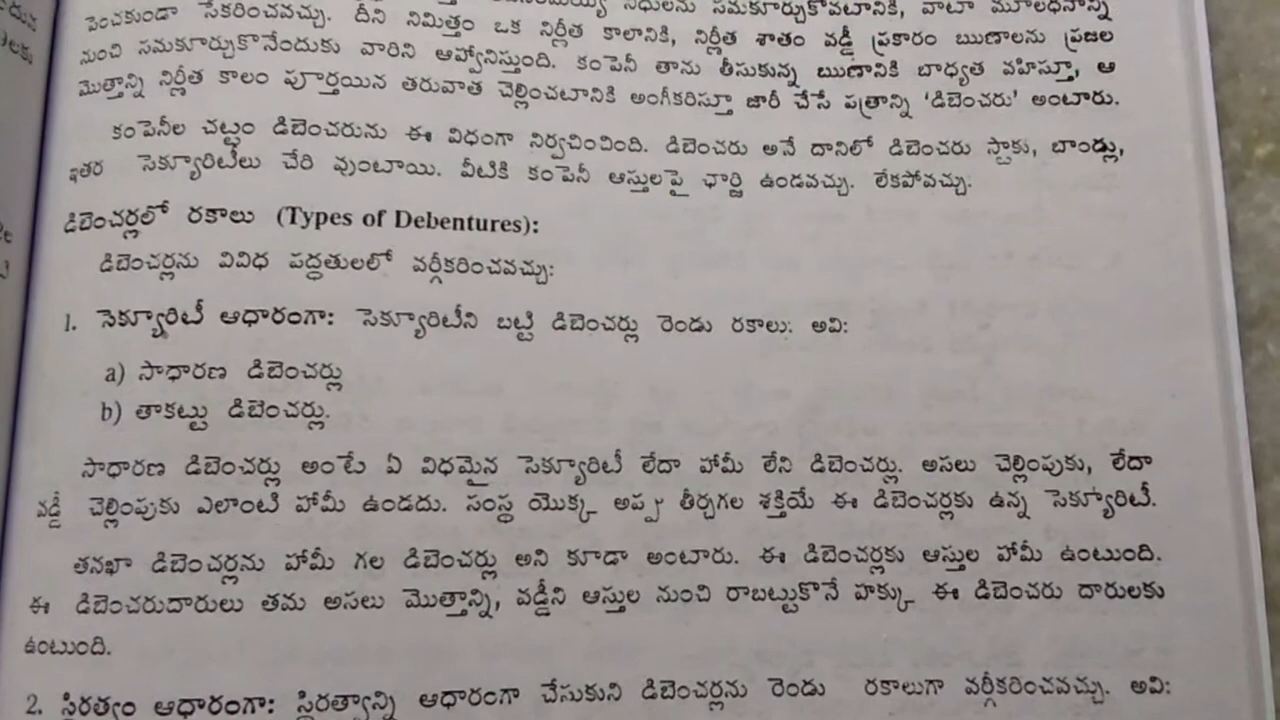 నిధులను సమకూర్చుకోవటానికి, వాటా మూలధనాన్ని
పెంచకుండా సేకరించవచ్చు. దీని నిమిత్తం ఒక నిర్ణీత కాలానికి, నిర్ణీత శాతం వడ్డీ ప్రకారం ఋణాలను ప్రజల
నుంచి సమకూర్చుకొనేందుకు వారిని ఆహ్వానిస్తుంది. కంపెనీ తాను తీసుకున్న ఋణానికి బాధ్యత వహిస్తూ, ఆ
మొత్తాన్ని నిర్ణీత కాలం పూర్తయిన తరువాత చెల్లించటానికి అంగీకరిస్తూ జారీ చేసే పత్రాన్ని 'డిబెంచరు' అంటారు.
కంపెనీల చట్టం డిబెంచరును ఈ విధంగా నిర్వచించింది. డిబెంచరు అనే దానిలో డిబెంచరు స్టాకు, బాండ్లు,
ఇతర సెక్యూరిటీలు చేరి వుంటాయి. వీటికి కంపెనీ ఆస్తులపై ఛార్జి ఉండవచ్చు. లేకపోవచ్చు.
డిబెంచర్లలో రకాలు (Types of Debentures):
డిబెంచర్లను వివిధ పద్ధతులలో వర్గీకరించవచ్చు:
1. సెక్యూరిటీ ఆధారంగా: సెక్యూరిటీని బట్టి డిబెంచర్లు రెండు రకాలు: అవి:
a) సాధారణ డిబెంచర్లు
b) తాకట్టు డిబెంచర్లు.
సాధారణ డిబెంచర్లు అంటే ఏ విధమైన సెక్యూరిటీ లేదా హామీ లేని డిబెంచర్లు. అసలు చెల్లింపుకు, లేదా
వడ్డీ చెల్లింపుకు ఎలాంటి హామీ ఉండదు. సంస్థ యొక్క అప్పు తీర్చగల శక్తియే ఈ డిబెంచర్లకు ఉన్న సెక్యూరిటీ.
తనఖా డిబెంచర్లను హామీ గల డిబెంచర్లు అని కూడా అంటారు. ఈ డిబెంచర్లకు ఆస్తుల హామీ ఉంటుంది.
ఈ డిబెంచరుదారులు తమ అసలు మొత్తాన్ని, వడ్డీని ఆస్తుల నుంచి రాబట్టుకొనే హక్కు ఈ డిబెంచరు దారులకు
ఉంటుంది.
2. స్థిరత్వం ఆధారంగా: స్థిరత్వాన్ని ఆధారంగా చేసుకుని డిబెంచర్లను రెండు రకాలుగా వర్గీకరించవచ్చు. అవి: